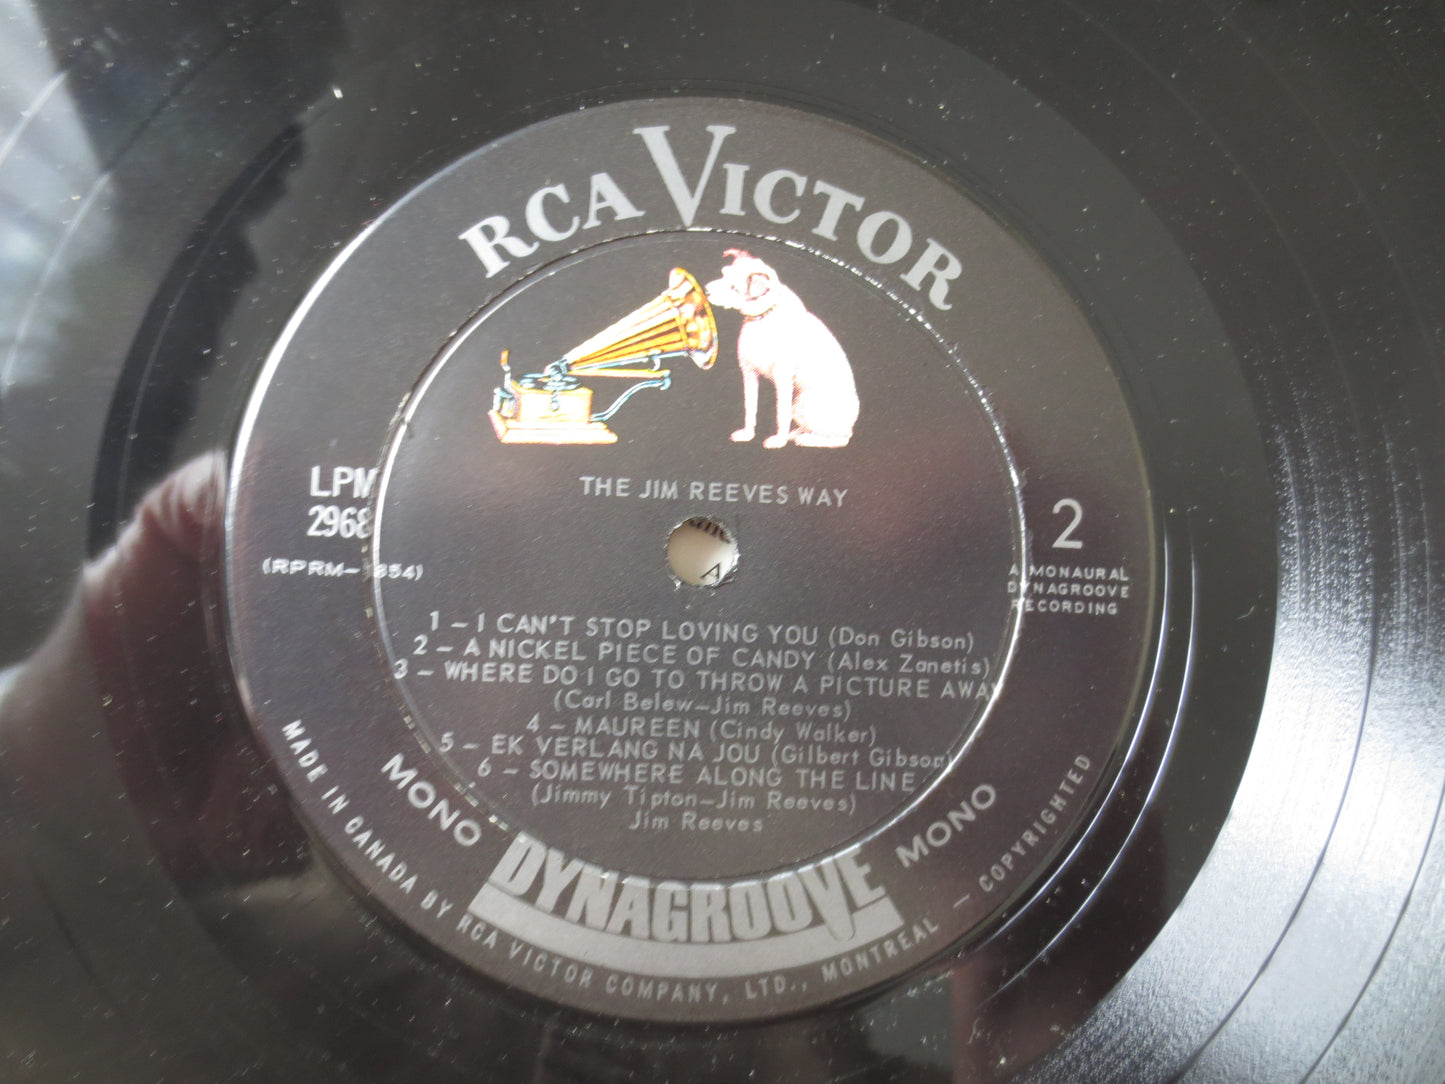 RCA VICTOR
THE JIM REEVES WAY
LPM
2968
2
A MONAURAL
DYNAGROOVE
RECORDING
1 – I CAN'T STOP LOVING YOU (Don Gibson)
2 – A NICKEL PIECE OF CANDY (Alex Zanetis)
3 – WHERE DO I GO TO THROW A PICTURE AWAY
(Carl Belew–Jim Reeves)
4 – MAUREEN (Cindy Walker)
5 – EK VERLANG NA JOU (Gilbert Gibson)
6 – SOMEWHERE ALONG THE LINE
(Jimmy Tipton–Jim Reeves)
Jim Reeves
MONO DYNAGROOVE MONO
MADE IN CANADA BY RCA VICTOR COMPANY, LTD., MONTREAL – COPYRIGHTED